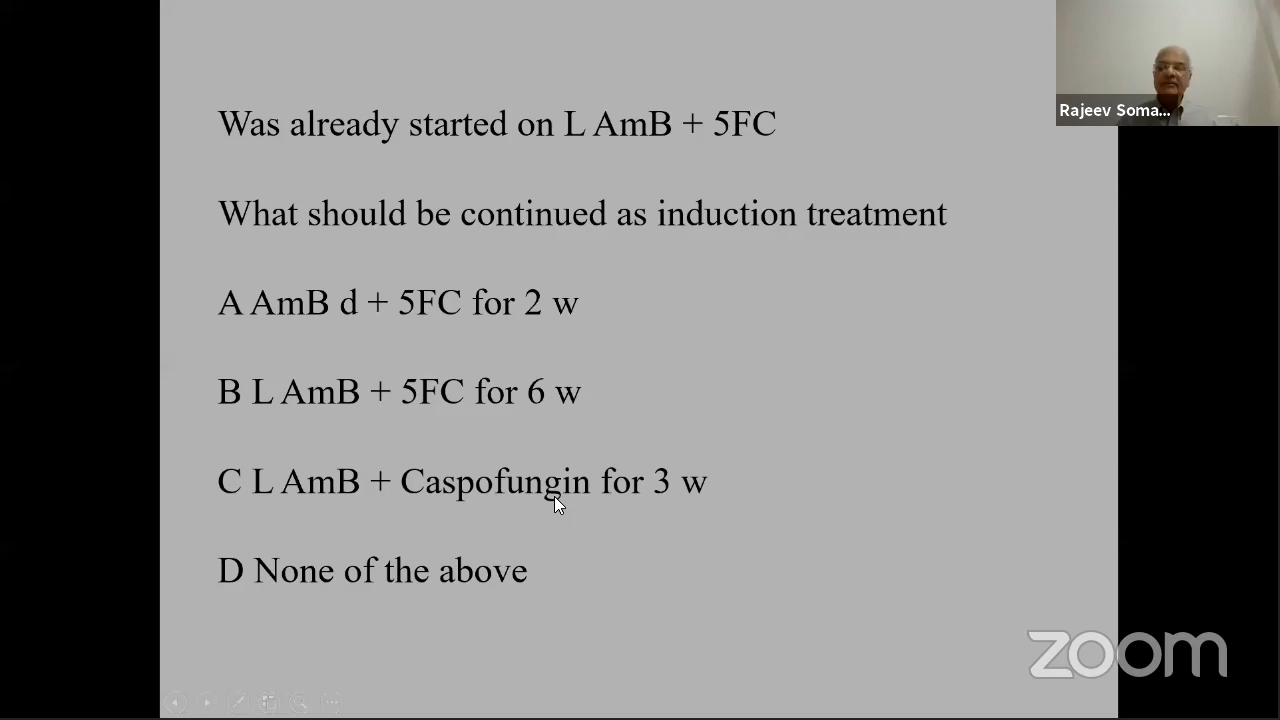 Was already started on L AmB + 5FC
What should be continued as induction treatment
A AmB d + 5FC for 2 w
B L AmB + 5FC for 6 w
C L AmB + Caspofungin for 3 w
D None of the above
Rajeev Soma...
zoom